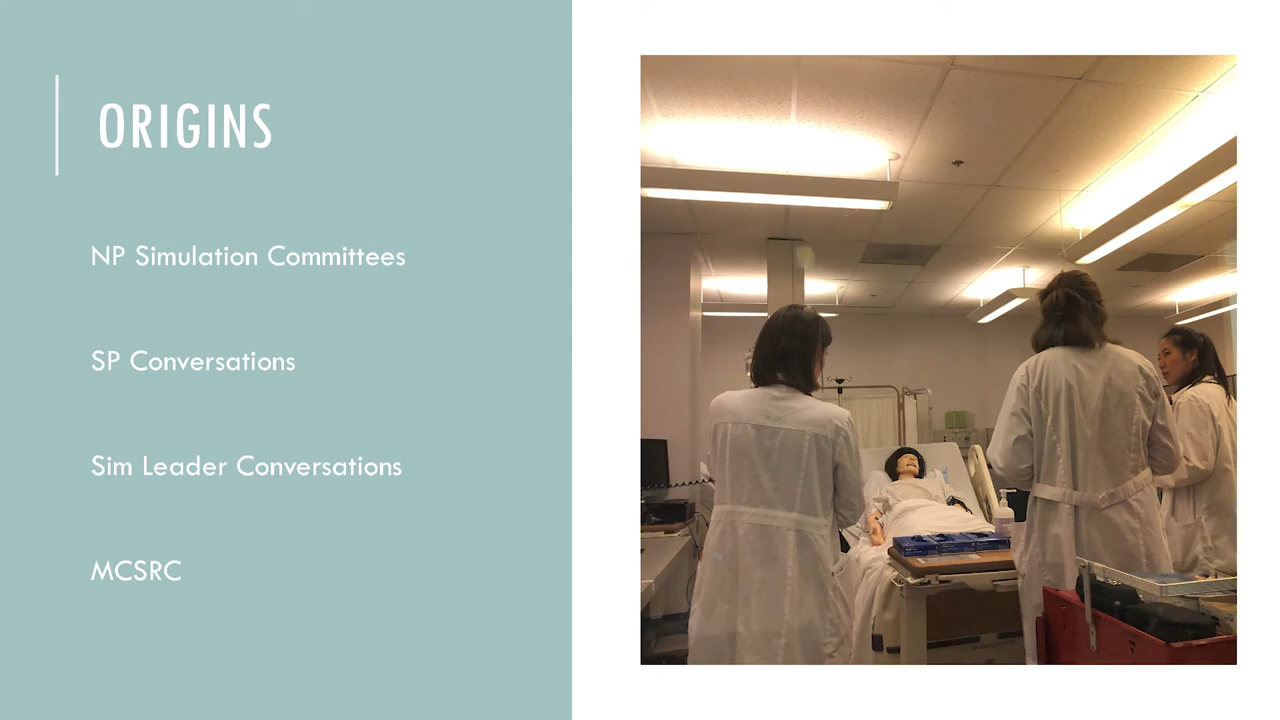 ORIGINS
NP Simulation Committees
SP Conversations
Sim Leader Conversations
MCSRC